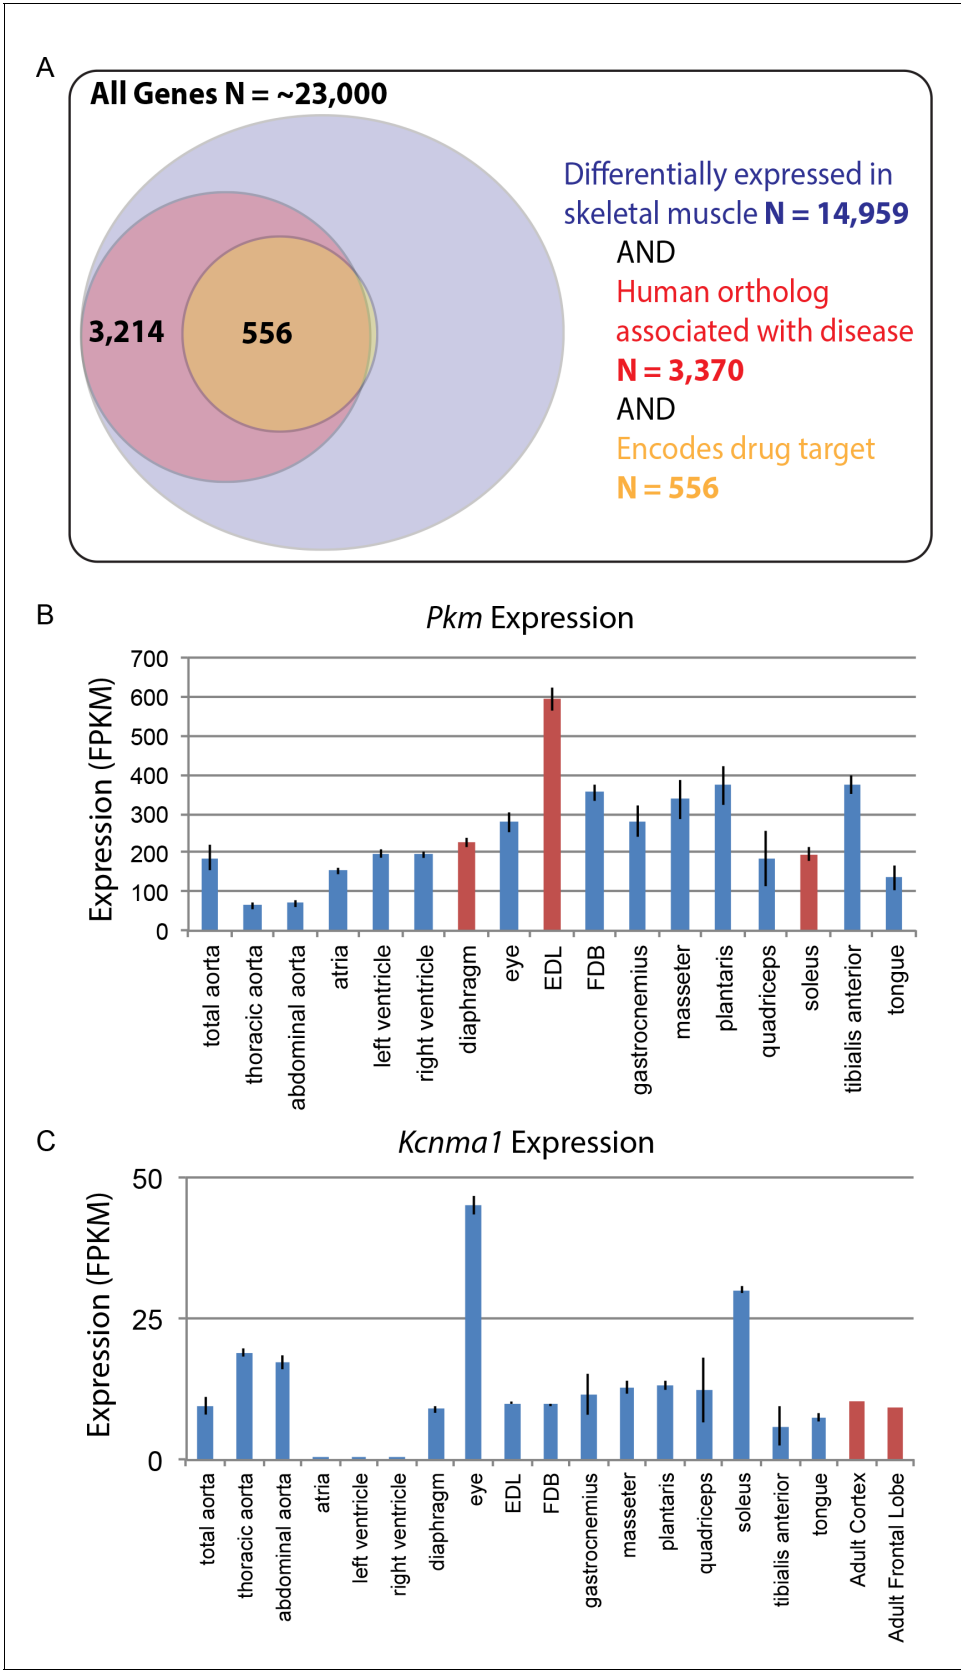 A
All Genes N = ~23,000
3,214
556
Differentially expressed in
skeletal muscle N = 14,959
AND
Human ortholog
associated with disease
N = 3,370
AND
Encodes drug target
N = 556
B
Pkm Expression
Expression (FPKM)
700
600
500
400
300
200
100
0
total aorta
thoracic aorta
abdominal aorta
atria
left ventricle
right ventricle
diaphragm
eye
EDL
FDB
gastrocnemius
masseter
plantaris
quadriceps
soleus
tibialis anterior
tongue
C
Kcnma1 Expression
Expression (FPKM)
50
25
0
total aorta
thoracic aorta
abdominal aorta
atria
left ventricle
right ventricle
diaphragm
eye
EDL
FDB
gastrocnemius
masseter
plantaris
quadriceps
soleus
tibialis anterior
tongue
Adult Cortex
Adult Frontal Lobe